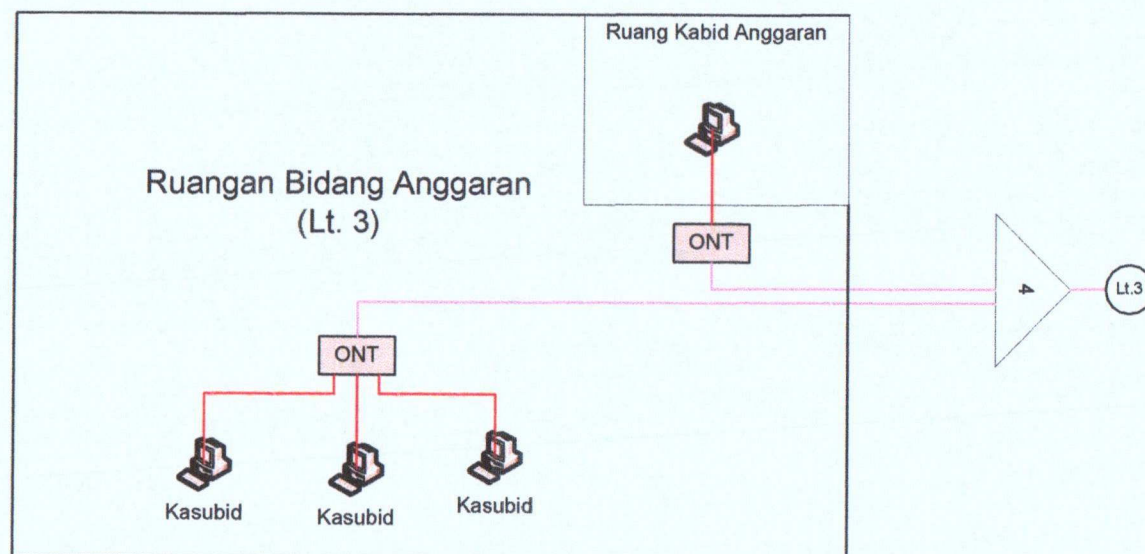 Ruang Kabid Anggaran
Ruangan Bidang Anggaran
(Lt. 3)
ONT
4
Lt.3
ONT
Kasubid
Kasubid
Kasubid